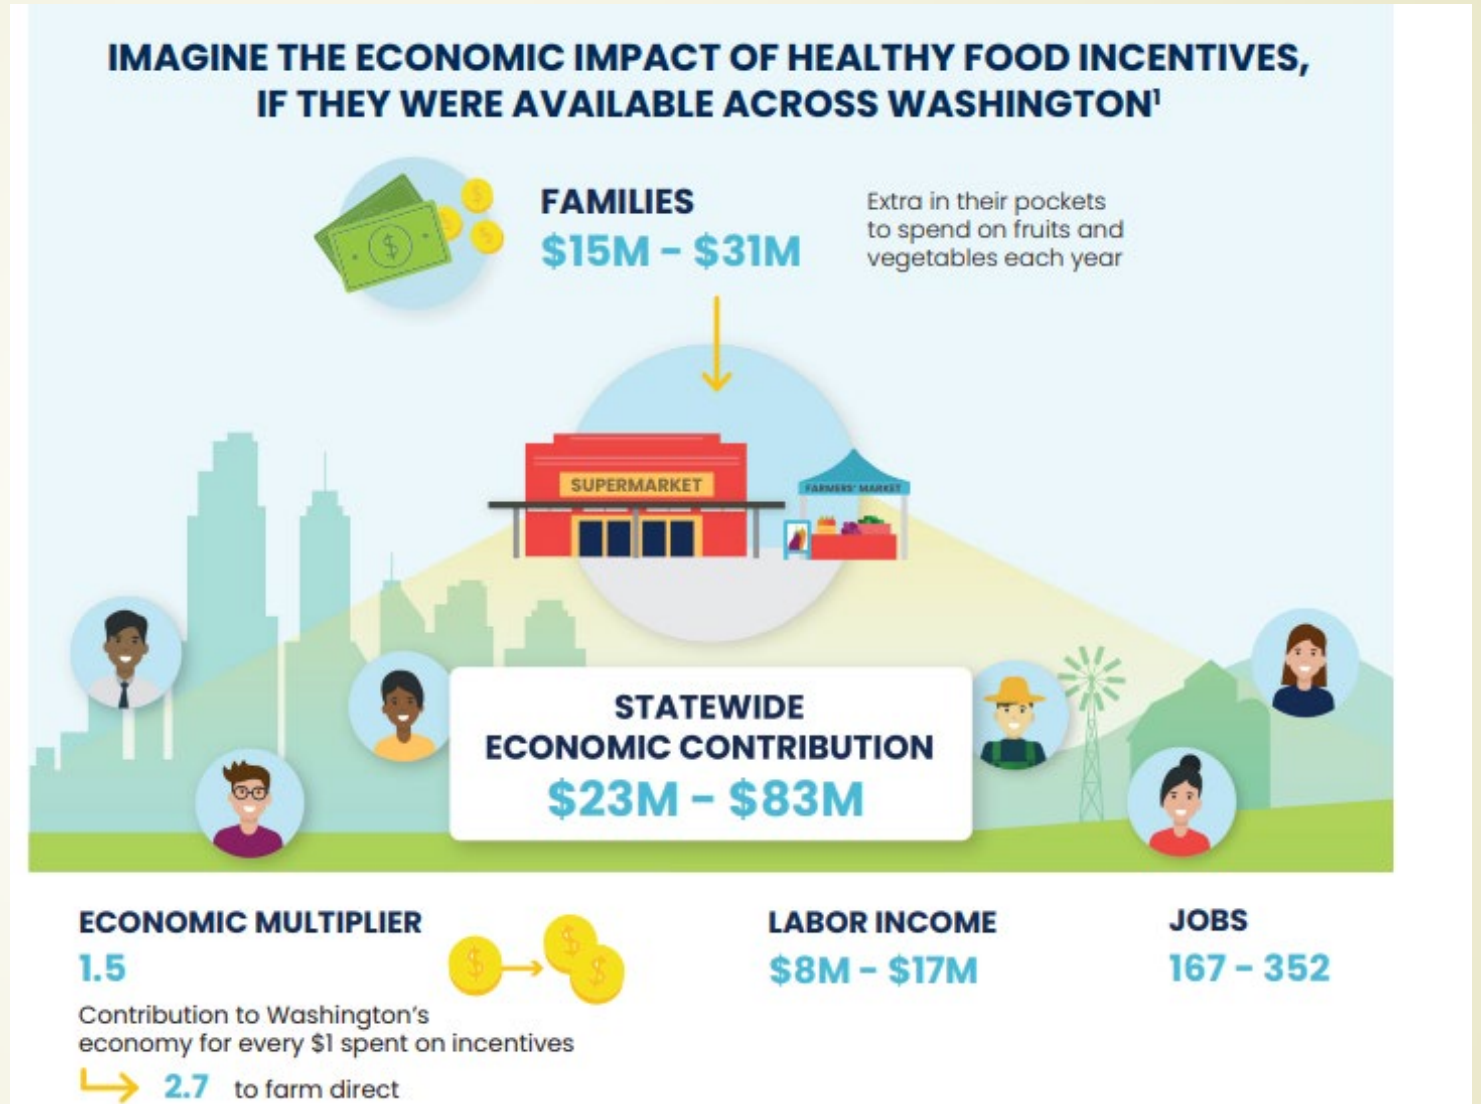 IMAGINE THE ECONOMIC IMPACT OF HEALTHY FOOD INCENTIVES,
IF THEY WERE AVAILABLE ACROSS WASHINGTON¹
FAMILIES
$15M - $31M
Extra in their pockets
to spend on fruits and
vegetables each year
SUPERMARKET
FARMERS' MARKET
STATEWIDE
ECONOMIC CONTRIBUTION
$23M - $83M
ECONOMIC MULTIPLIER
1.5
Contribution to Washington's
economy for every $1 spent on incentives
2.7 to farm direct
LABOR INCOME
$8M - $17M
JOBS
167 - 352